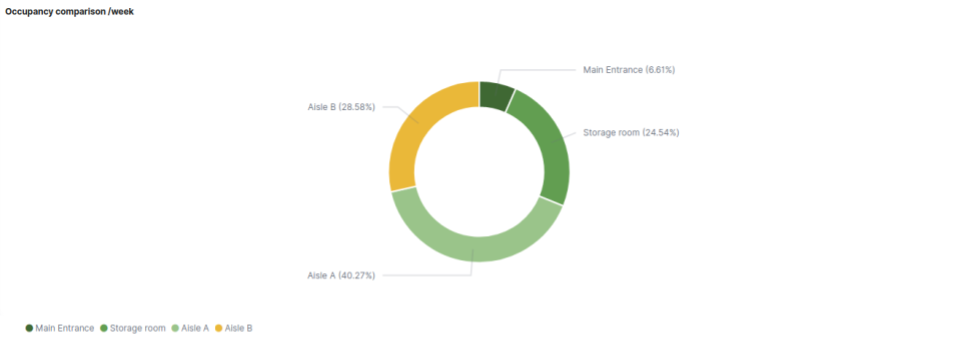 Occupancy comparison /week
Main Entrance (6.61%)
Aisle B (28.58%)
Storage room (24.54%)
Aisle A (40.27%)
Main Entrance Storage room Aisle A Aisle B